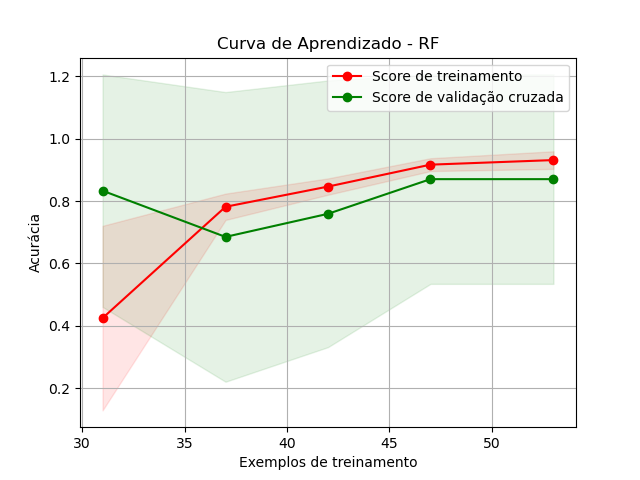 Curva de Aprendizado - RF
Score de treinamento
Score de validação cruzada
1.2
1.0
0.8
0.6
0.4
0.2
Acurácia
30
35
40
45
50
Exemplos de treinamento